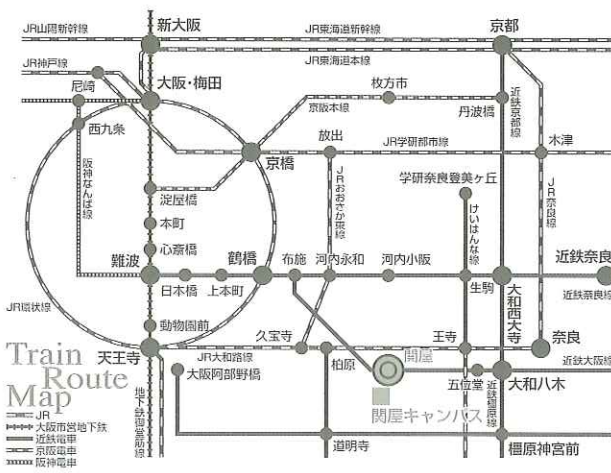 JR山陽新幹線
新大阪
JR東海道新幹線
京都
JR東海道本線
JR神戸線
尼崎
大阪・梅田
枚方市
京阪本線
丹波橋
近鉄京都線
西九条
放出
JR学研都市線
木津
京橋
阪神なんば線
淀屋橋
JRおおさか東線
学研奈良登美ヶ丘
けいはんな線
JR奈良線
本町
心斎橋
難波
日本橋
上本町
鶴橋
布施
河内永和
河内小阪
生駒
大和西大寺
近鉄奈良
近鉄奈良線
JR環状線
動物園前
天王寺
JR大和路線
久宝寺
柏原
王寺
奈良
関屋
近鉄大阪線
大阪阿部野橋
五位堂
大和八木
関屋キャンパス
地下鉄御堂筋線
近鉄橿原線
道明寺
橿原神宮前
Train
Route
Map
JR
大阪市営地下鉄
近鉄電車
京阪電車
阪神電車